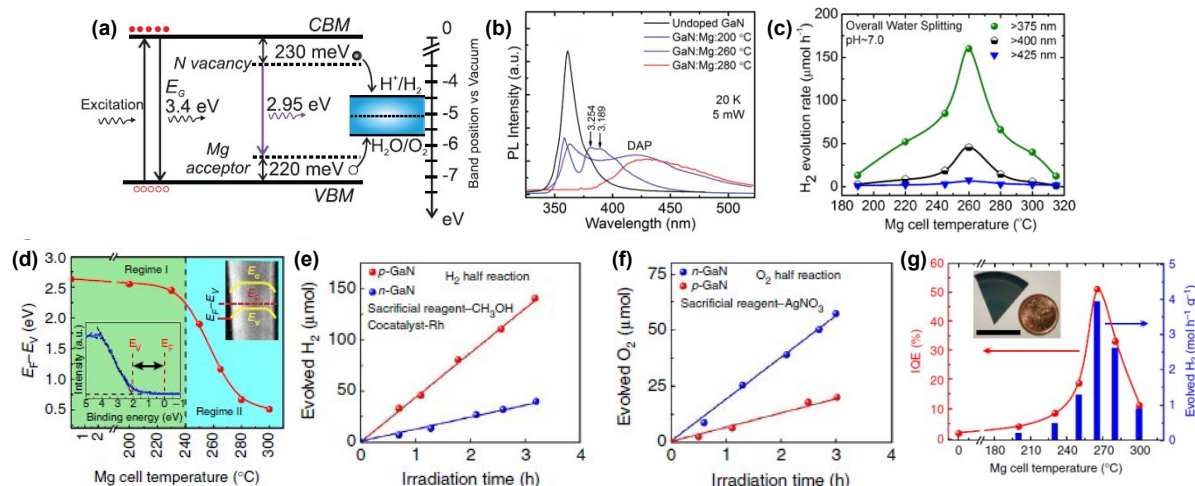 (a)
CBM
230 meV
N vacancy
E_G
3.4 eV
Excitation
2.95 eV
H⁺/H₂
H₂O/O₂
Mg
acceptor
220 meV
VBM
0
-4
-5
-6
-7
eV
Band position vs Vacuum
(b)
PL Intensity (a.u.)
Undoped GaN
GaN:Mg:200 °C
GaN:Mg:260 °C
GaN:Mg:280 °C
20 K
5 mW
3.254
3.189
DAP
350 400 450 500
Wavelength (nm)
(c)
H₂ evolution rate (μmol h⁻¹)
Overall Water Splitting
pH~7.0
>375 nm
>400 nm
>425 nm
200
150
100
50
0
180 200 220 240 260 280 300 320
Mg cell temperature (°C)
(d)
E_F–E_V (eV)
3.0
2.5
2.0
1.5
1.0
0.5
Regime I
Regime II
E_c
E_F
E_v
E_F–E_V
Intensity (a.u.)
E_V
E_F
5 4 3 2 1 0 −1
Binding energy (eV)
1 2 200 220 240 260 280 300
Mg cell temperature (°C)
(e)
Evolved H₂ (μmol)
150
100
50
0
p-GaN
n-GaN
H₂ half reaction
Sacrificial reagent–CH₃OH
Cocatalyst-Rh
0 1 2 3 4
Irradiation time (h)
(f)
Evolved O₂ (μmol)
75
50
25
0
n-GaN
p-GaN
O₂ half reaction
Sacrificial reagent–AgNO₃
0 1 2 3 4
Irradiation time (h)
(g)
IQE (%)
60
50
40
30
20
10
0
5
4
3
2
1
0
Evolved H₂ (mol h⁻¹ g⁻¹)
0 180 210 240 270 300
Mg cell temperature (°C)